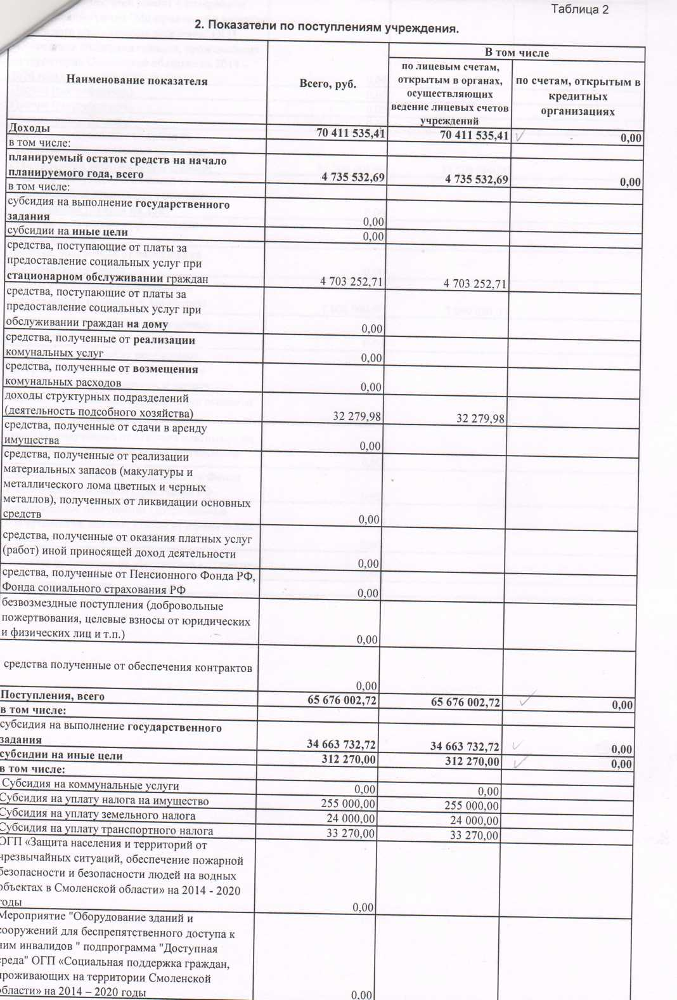 Таблица 2
2. Показатели по поступлениям учреждения.
Наименование показателя
Всего, руб.
В том числе
по лицевым счетам,
открытым в органах,
осуществляющих
ведение лицевых счетов
учреждений
по счетам, открытым в
кредитных
организациях
Доходы 70 411 535,41 70 411 535,41 0,00
в том числе:
планируемый остаток средств на начало
планируемого года, всего 4 735 532,69 4 735 532,69 0,00
в том числе:
субсидия на выполнение государственного
задания 0,00
субсидии на иные цели 0,00
средства, поступающие от платы за
предоставление социальных услуг при
стационарном обслуживании граждан 4 703 252,71 4 703 252,71
средства, поступающие от платы за
предоставление социальных услуг при
обслуживании граждан на дому 0,00
средства, полученные от реализации
комунальных услуг 0,00
средства, полученные от возмещения
комунальных расходов 0,00
доходы структурных подразделений
(деятельность подсобного хозяйства) 32 279,98 32 279,98
средства, полученные от сдачи в аренду
имущества 0,00
средства, полученные от реализации
материальных запасов (макулатуры и
металлического лома цветных и черных
металлов), полученных от ликвидации основных
средств 0,00
средства, полученные от оказания платных услуг
(работ) иной приносящей доход деятельности
0,00
средства, полученные от Пенсионного Фонда РФ,
Фонда социального страхования РФ 0,00
безвозмездные поступления (добровольные
пожертвования, целевые взносы от юридических
и физических лиц и т.п.) 0,00
средства полученные от обеспечения контрактов
0,00
Поступления, всего 65 676 002,72 65 676 002,72 0,00
в том числе:
субсидия на выполнение государственного
задания 34 663 732,72 34 663 732,72 0,00
субсидии на иные цели 312 270,00 312 270,00 0,00
в том числе:
Субсидия на коммунальные услуги 0,00 0,00
Субсидия на уплату налога на имущество 255 000,00 255 000,00
Субсидия на уплату земельного налога 24 000,00 24 000,00
Субсидия на уплату транспортного налога 33 270,00 33 270,00
ОГП «Защита населения и территорий от
чрезвычайных ситуаций, обеспечение пожарной
безопасности и безопасности людей на водных
объектах в Смоленской области» на 2014 - 2020
годы 0,00
Мероприятие "Оборудование зданий и
сооружений для беспрепятственного доступа к
ним инвалидов " подпрограмма "Доступная
среда" ОГП «Социальная поддержка граждан,
проживающих на территории Смоленской
области» на 2014 – 2020 годы 0,00